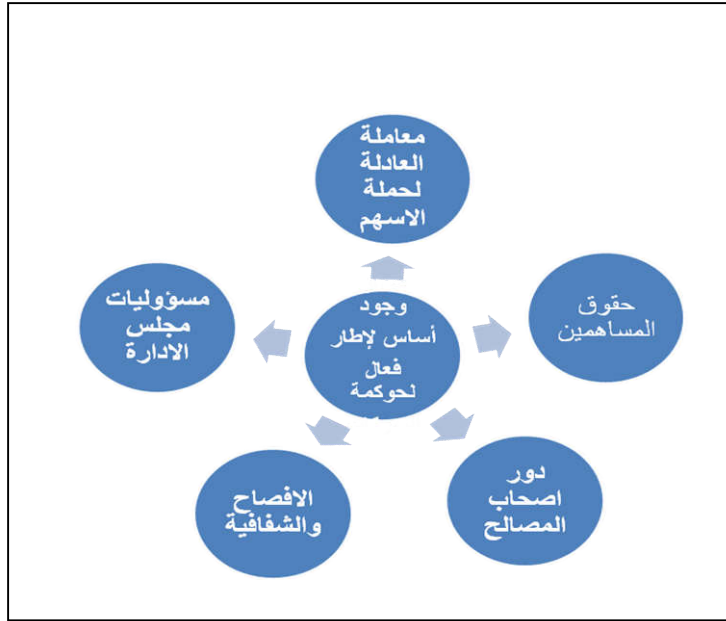 معاملة
العادلة
لحملة
الاسهم
حقوق
المساهمين
وجود
أساس لإطار
فعال
لحوكمة
مسؤوليات
مجلس
الادارة
دور
اصحاب
المصالح
الافصاح
والشفافية